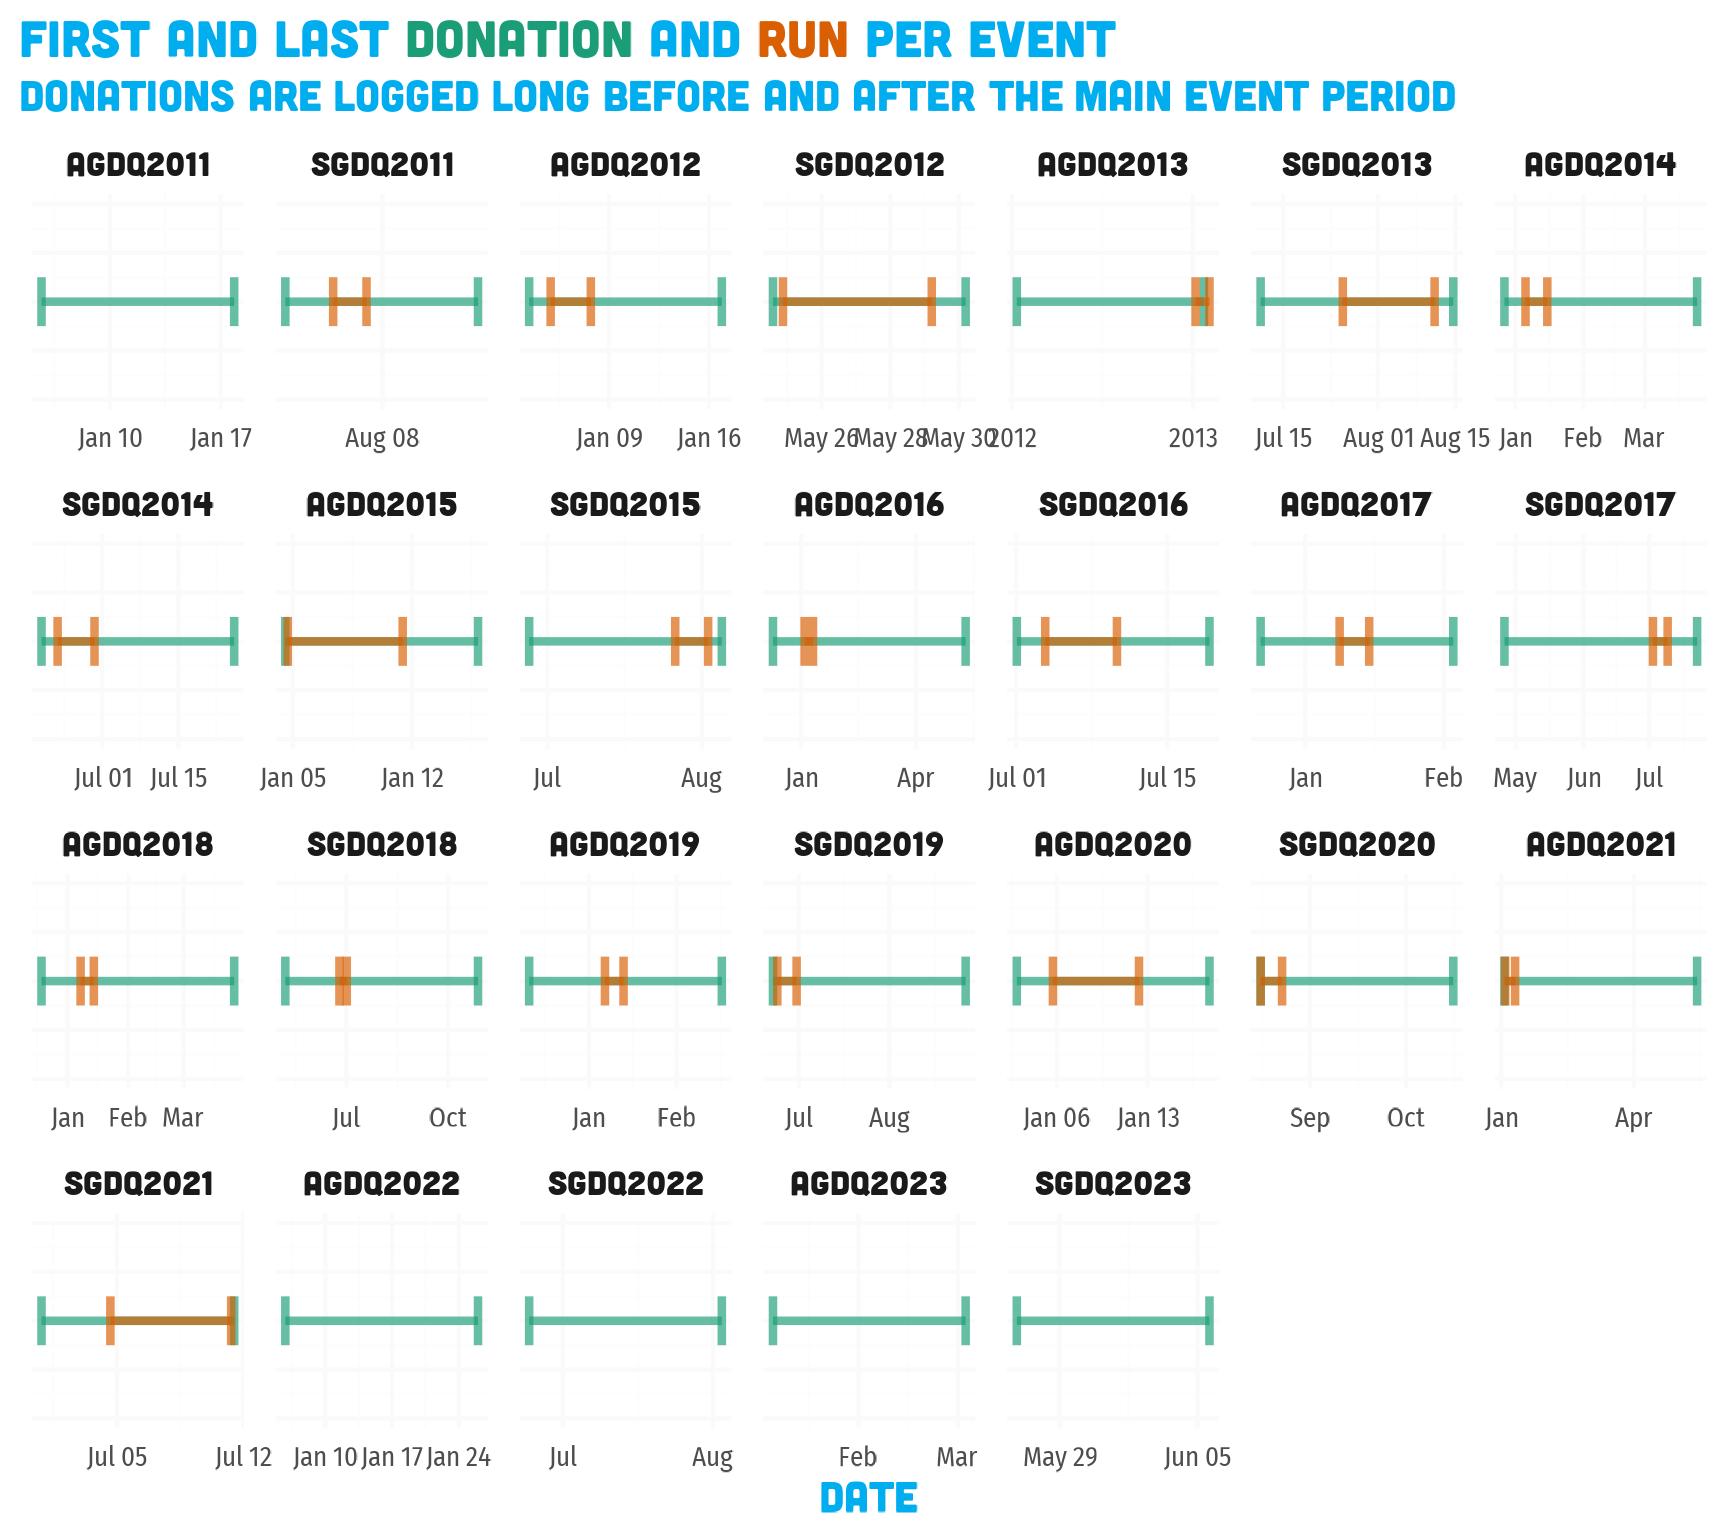 FIRST AND LAST DONATION AND RUN PER EVENT
DONATIONS ARE LOGGED LONG BEFORE AND AFTER THE MAIN EVENT PERIOD
AGDQ2011 SGDQ2011 AGDQ2012 SGDQ2012 AGDQ2013 SGDQ2013 AGDQ2014
Jan 10 Jan 17 Aug 08 Jan 09 Jan 16 May 26 May 28 May 30 2012 2013 Jul 15 Aug 01 Aug 15 Jan Feb Mar
SGDQ2014 AGDQ2015 SGDQ2015 AGDQ2016 SGDQ2016 AGDQ2017 SGDQ2017
Jul 01 Jul 15 Jan 05 Jan 12 Jul Aug Jan Apr Jul 01 Jul 15 Jan Feb May Jun Jul
AGDQ2018 SGDQ2018 AGDQ2019 SGDQ2019 AGDQ2020 SGDQ2020 AGDQ2021
Jan Feb Mar Jul Oct Jan Feb Jul Aug Jan 06 Jan 13 Sep Oct Jan Apr
SGDQ2021 AGDQ2022 SGDQ2022 AGDQ2023 SGDQ2023
Jul 05 Jul 12 Jan 10 Jan 17 Jan 24 Jul Aug Feb Mar May 29 Jun 05
DATE